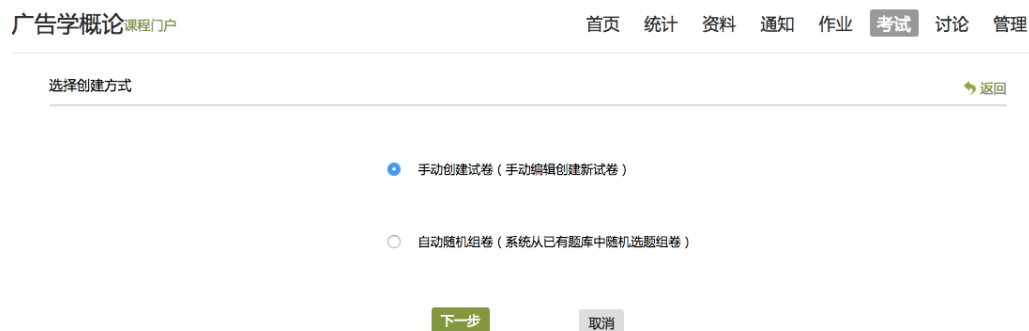 广告学概论课程门户 首页 统计 资料 通知 作业 考试 讨论 管理
选择创建方式 返回
手动创建试卷（手动编辑创建新试卷）
自动随机组卷（系统从已有题库中随机选题组卷）
下一步 取消